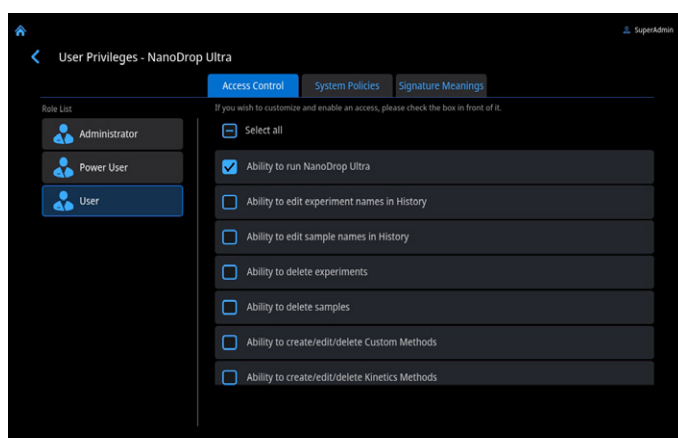 SuperAdmin
User Privileges - NanoDrop Ultra
Access Control System Policies Signature Meanings
Role List
If you wish to customize and enable an access, please check the box in front of it.
Administrator
Select all
Power User
Ability to run NanoDrop Ultra
User
Ability to edit experiment names in History
Ability to edit sample names in History
Ability to delete experiments
Ability to delete samples
Ability to create/edit/delete Custom Methods
Ability to create/edit/delete Kinetics Methods